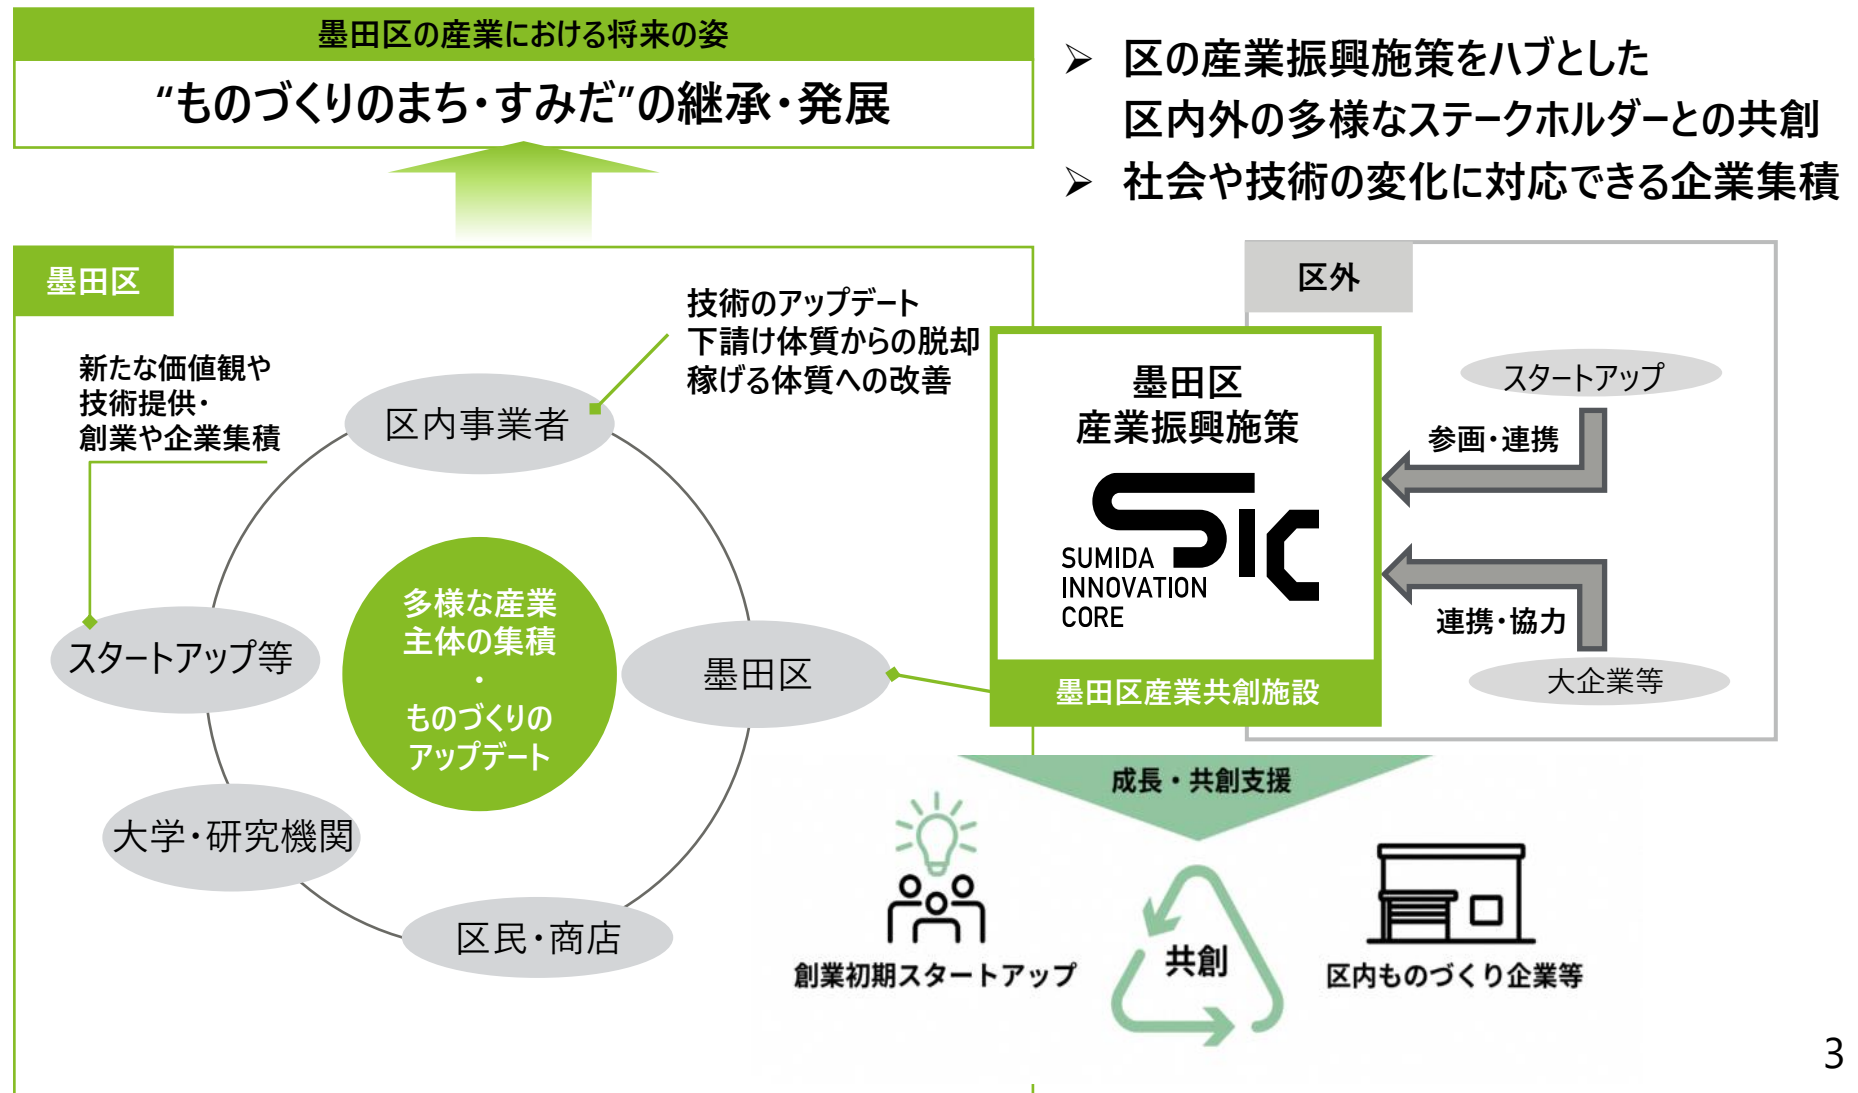 墨田区の産業における将来の姿
“ものづくりのまち・すみだ”の継承・発展
➢ 区の産業振興施策をハブとした
区内外の多様なステークホルダーとの共創
➢ 社会や技術の変化に対応できる企業集積
墨田区
新たな価値観や
技術提供・
創業や企業集積
技術のアップデート
下請け体質からの脱却
稼げる体質への改善
区内事業者
スタートアップ等
多様な産業
主体の集積
・
ものづくりの
アップデート
墨田区
大学・研究機関
区民・商店
区外
墨田区
産業振興施策
SIC
SUMIDA
INNOVATION
CORE
墨田区産業共創施設
スタートアップ
参画・連携
連携・協力
大企業等
成長・共創支援
創業初期スタートアップ
共創
区内ものづくり企業等
3